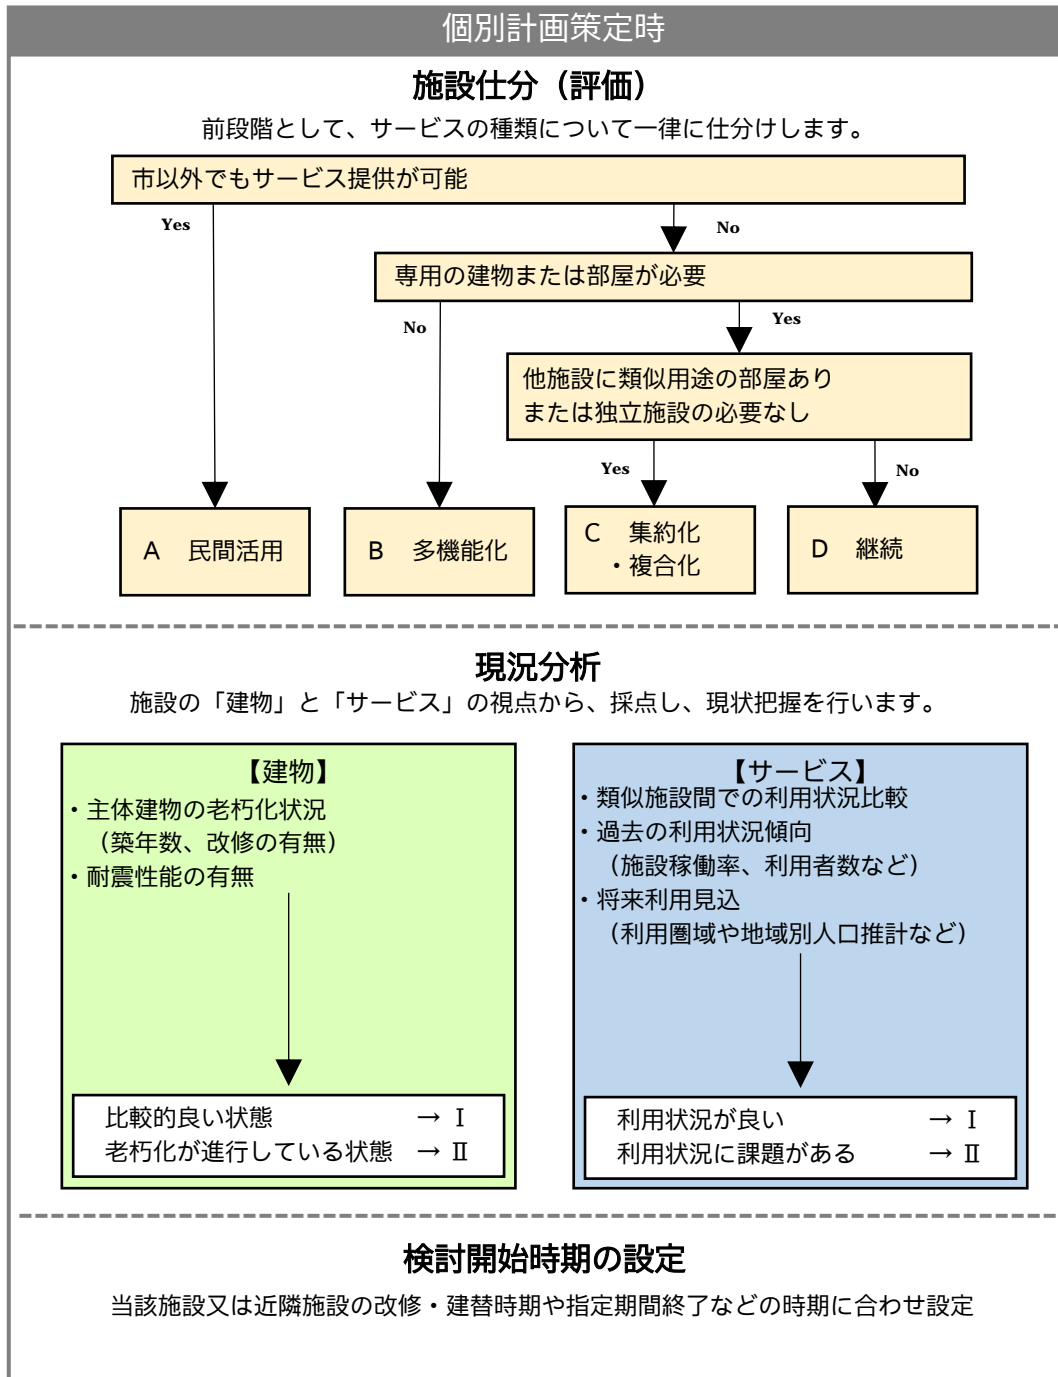 個別計画策定時
施設仕分（評価）
前段階として、サービスの種類について一律に仕分けします。
市以外でもサービス提供が可能
Yes
No
専用の建物または部屋が必要
No
Yes
他施設に類似用途の部屋あり
または独立施設の必要なし
Yes
No
A　民間活用
B　多機能化
C　集約化
・複合化
D　継続
現況分析
施設の「建物」と「サービス」の視点から、採点し、現状把握を行います。
【建物】
・主体建物の老朽化状況
（築年数、改修の有無）
・耐震性能の有無
比較的良い状態　→ Ⅰ
老朽化が進行している状態　→ Ⅱ
【サービス】
・類似施設間での利用状況比較
・過去の利用状況傾向
（施設稼働率、利用者数など）
・将来利用見込
（利用圏域や地域別人口推計など）
利用状況が良い　→ Ⅰ
利用状況に課題がある　→ Ⅱ
検討開始時期の設定
当該施設又は近隣施設の改修・建替時期や指定期間終了などの時期に合わせ設定